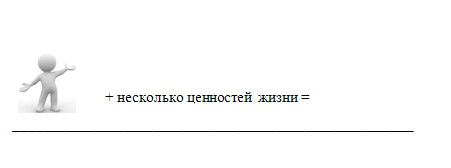 + несколько ценностей жизни =